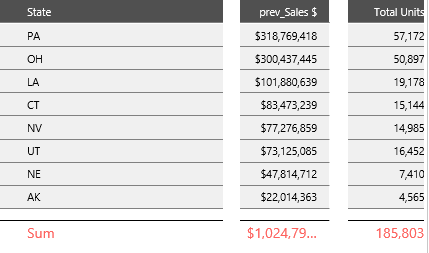 State prev_Sales $ Total Units
PA $318,769,418 57,172
OH $300,437,445 50,897
LA $101,880,639 19,178
CT $83,473,239 15,144
NV $77,276,859 14,985
UT $73,125,085 16,452
NE $47,814,712 7,410
AK $22,014,363 4,565
Sum $1,024,79... 185,803